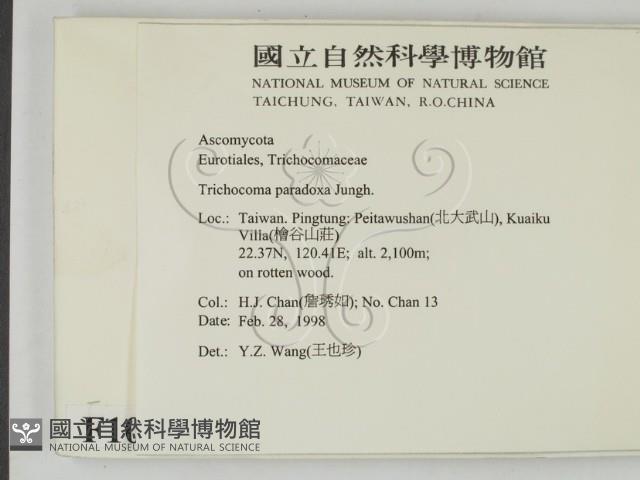 國立自然科學博物館
NATIONAL MUSEUM OF NATURAL SCIENCE
TAICHUNG, TAIWAN, R.O.CHINA
Ascomycota
Eurotiales, Trichocomaceae
Trichocoma paradoxa Jungh.
Loc.: Taiwan. Pingtung: Peitawushan(北大武山), Kuaiku
Villa(檜谷山莊)
22.37N, 120.41E; alt. 2,100m;
on rotten wood.
Col.: H.J. Chan(詹琇如); No. Chan 13
Date: Feb. 28, 1998
Det.: Y.Z. Wang(王也珍)
國立自然科學博物館
NATIONAL MUSEUM OF NATURAL SCIENCE